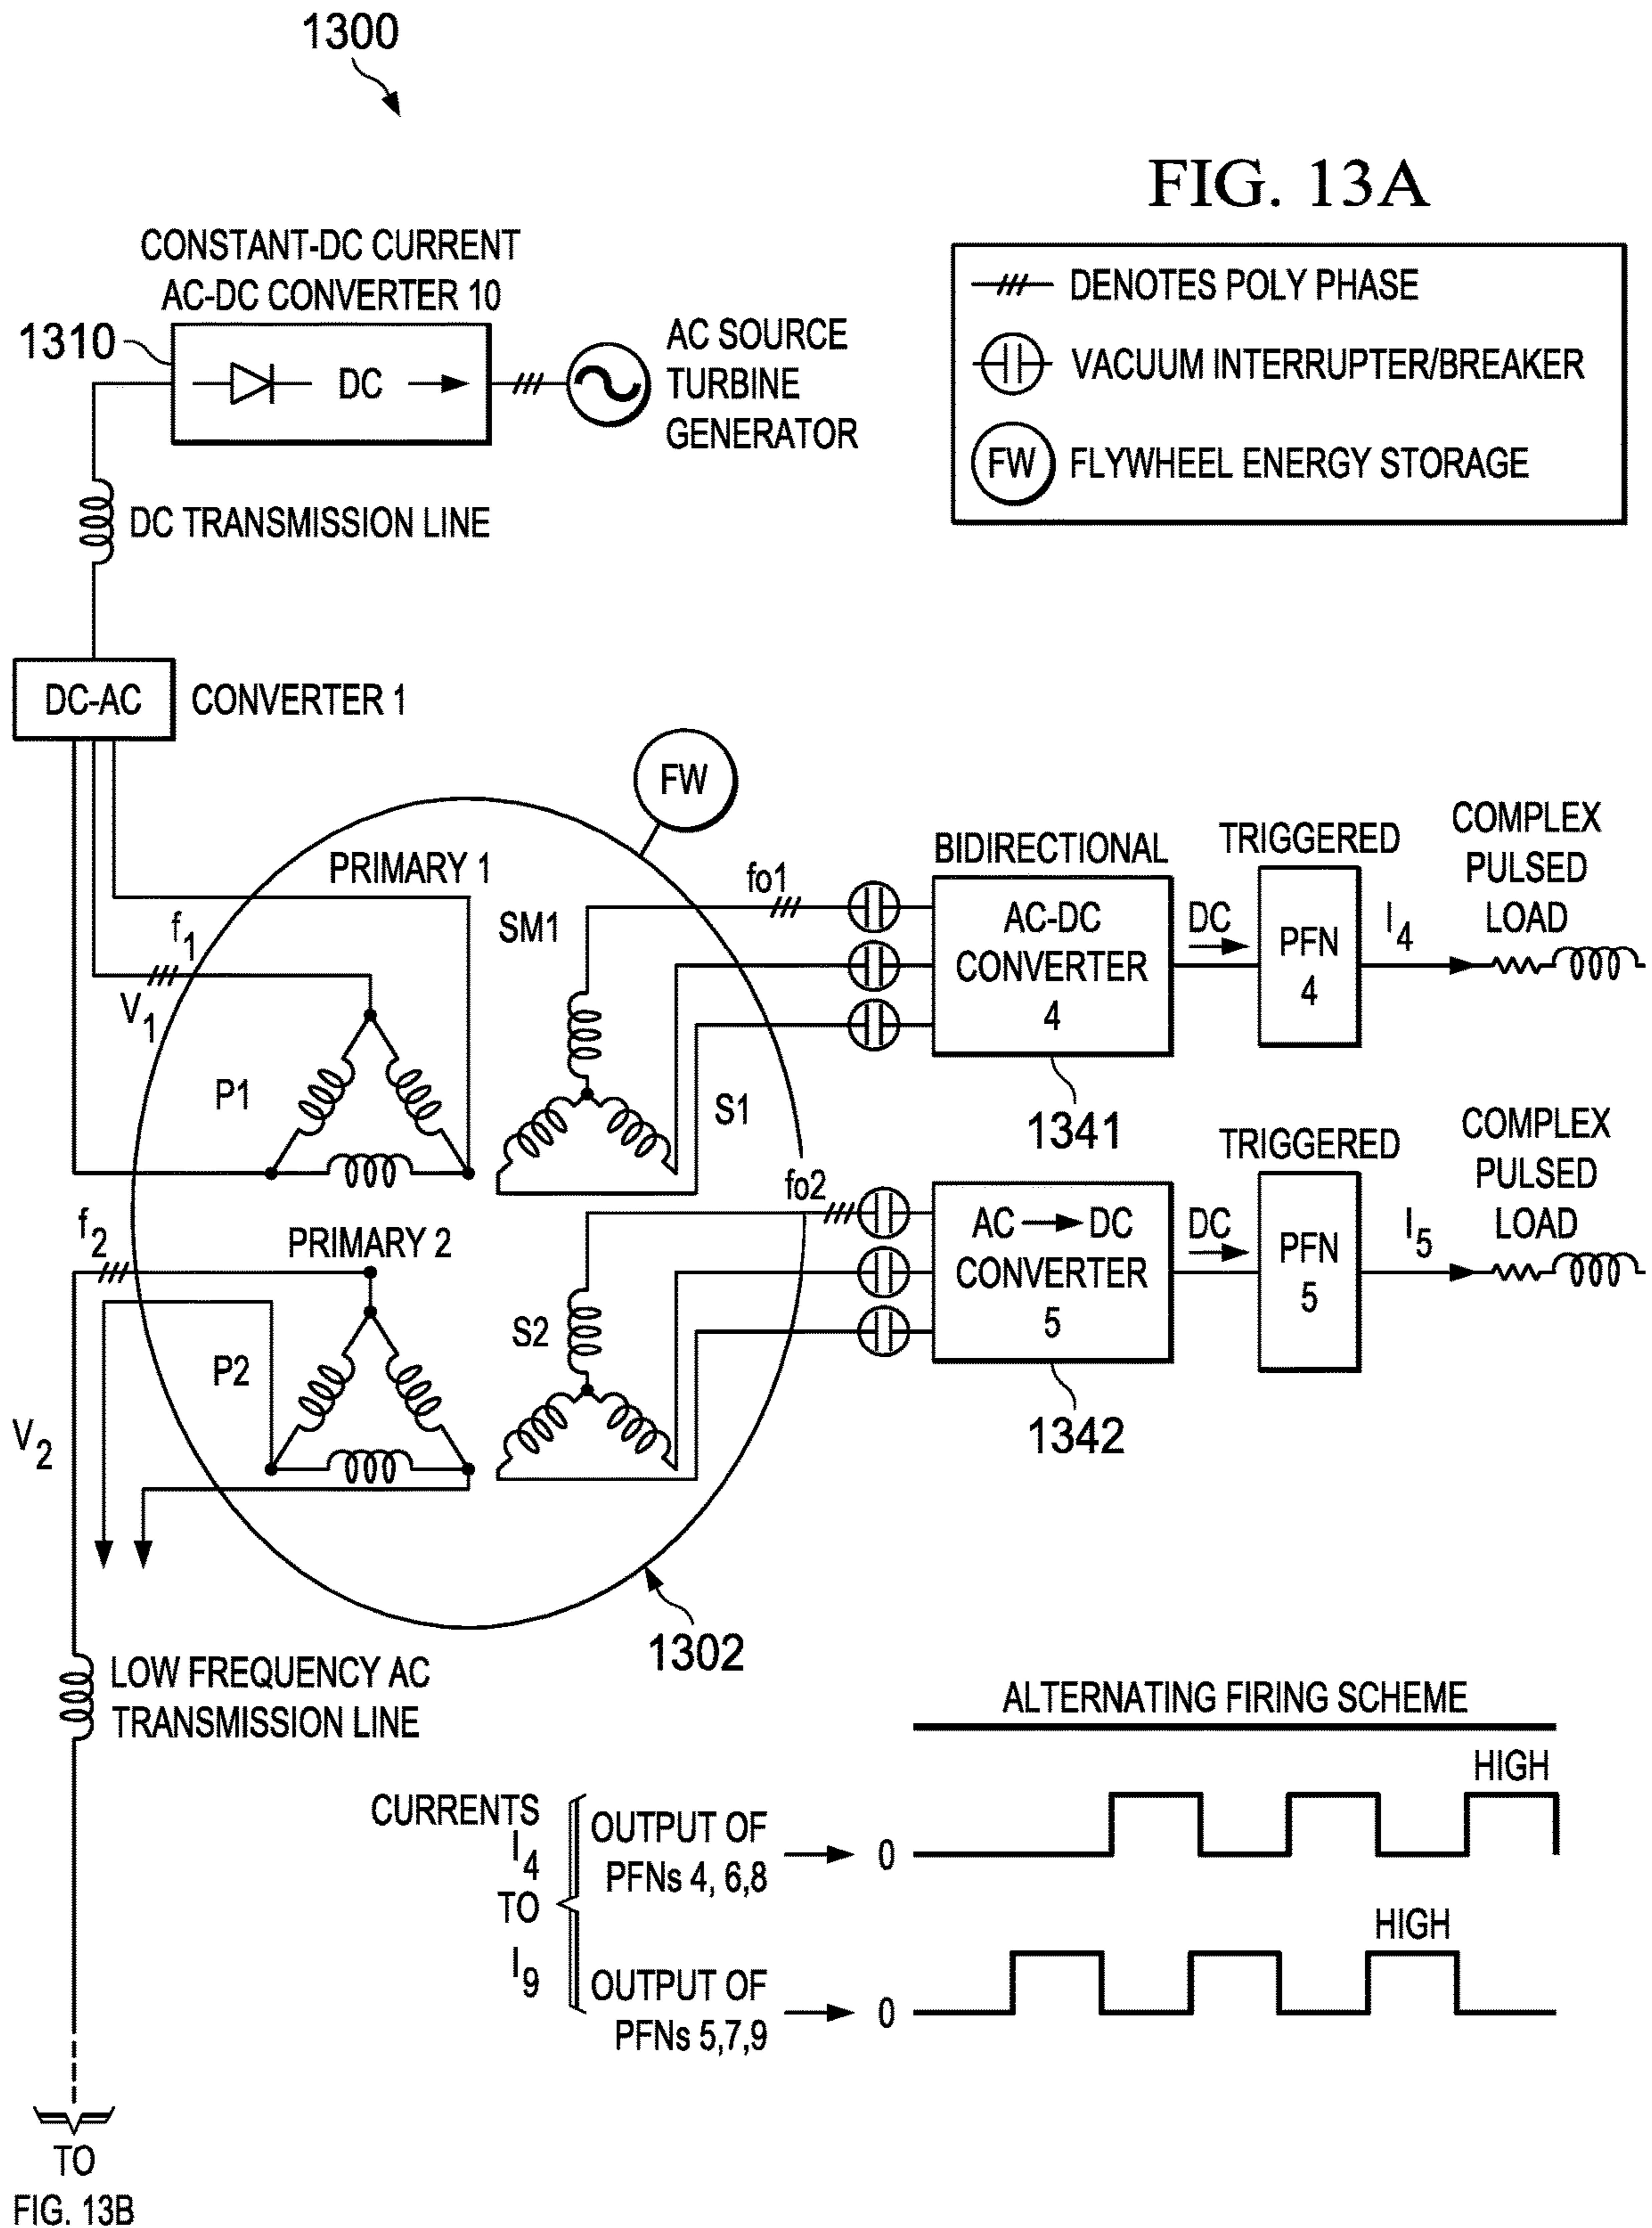 1300
FIG. 13A
DENOTES POLY PHASE
VACUUM INTERRUPTER/BREAKER
FW
FLYWHEEL ENERGY STORAGE
CONSTANT-DC CURRENT
AC-DC CONVERTER 10
1310
DC
AC SOURCE
TURBINE
GENERATOR
DC TRANSMISSION LINE
DC-AC
CONVERTER 1
FW
PRIMARY 1
f1
V1
P1
SM1
S1
fo1
BIDIRECTIONAL
AC-DC
CONVERTER
4
1341
DC
TRIGGERED
PFN
4
I4
COMPLEX
PULSED
LOAD
f2
PRIMARY 2
P2
V2
S2
fo2
AC DC
CONVERTER
5
1342
DC
TRIGGERED
PFN
5
I5
COMPLEX
PULSED
LOAD
1302
LOW FREQUENCY AC
TRANSMISSION LINE
ALTERNATING FIRING SCHEME
CURRENTS
I4
TO
I9
OUTPUT OF
PFNs 4, 6,8
0
HIGH
OUTPUT OF
PFNs 5,7,9
0
HIGH
TO
FIG. 13B